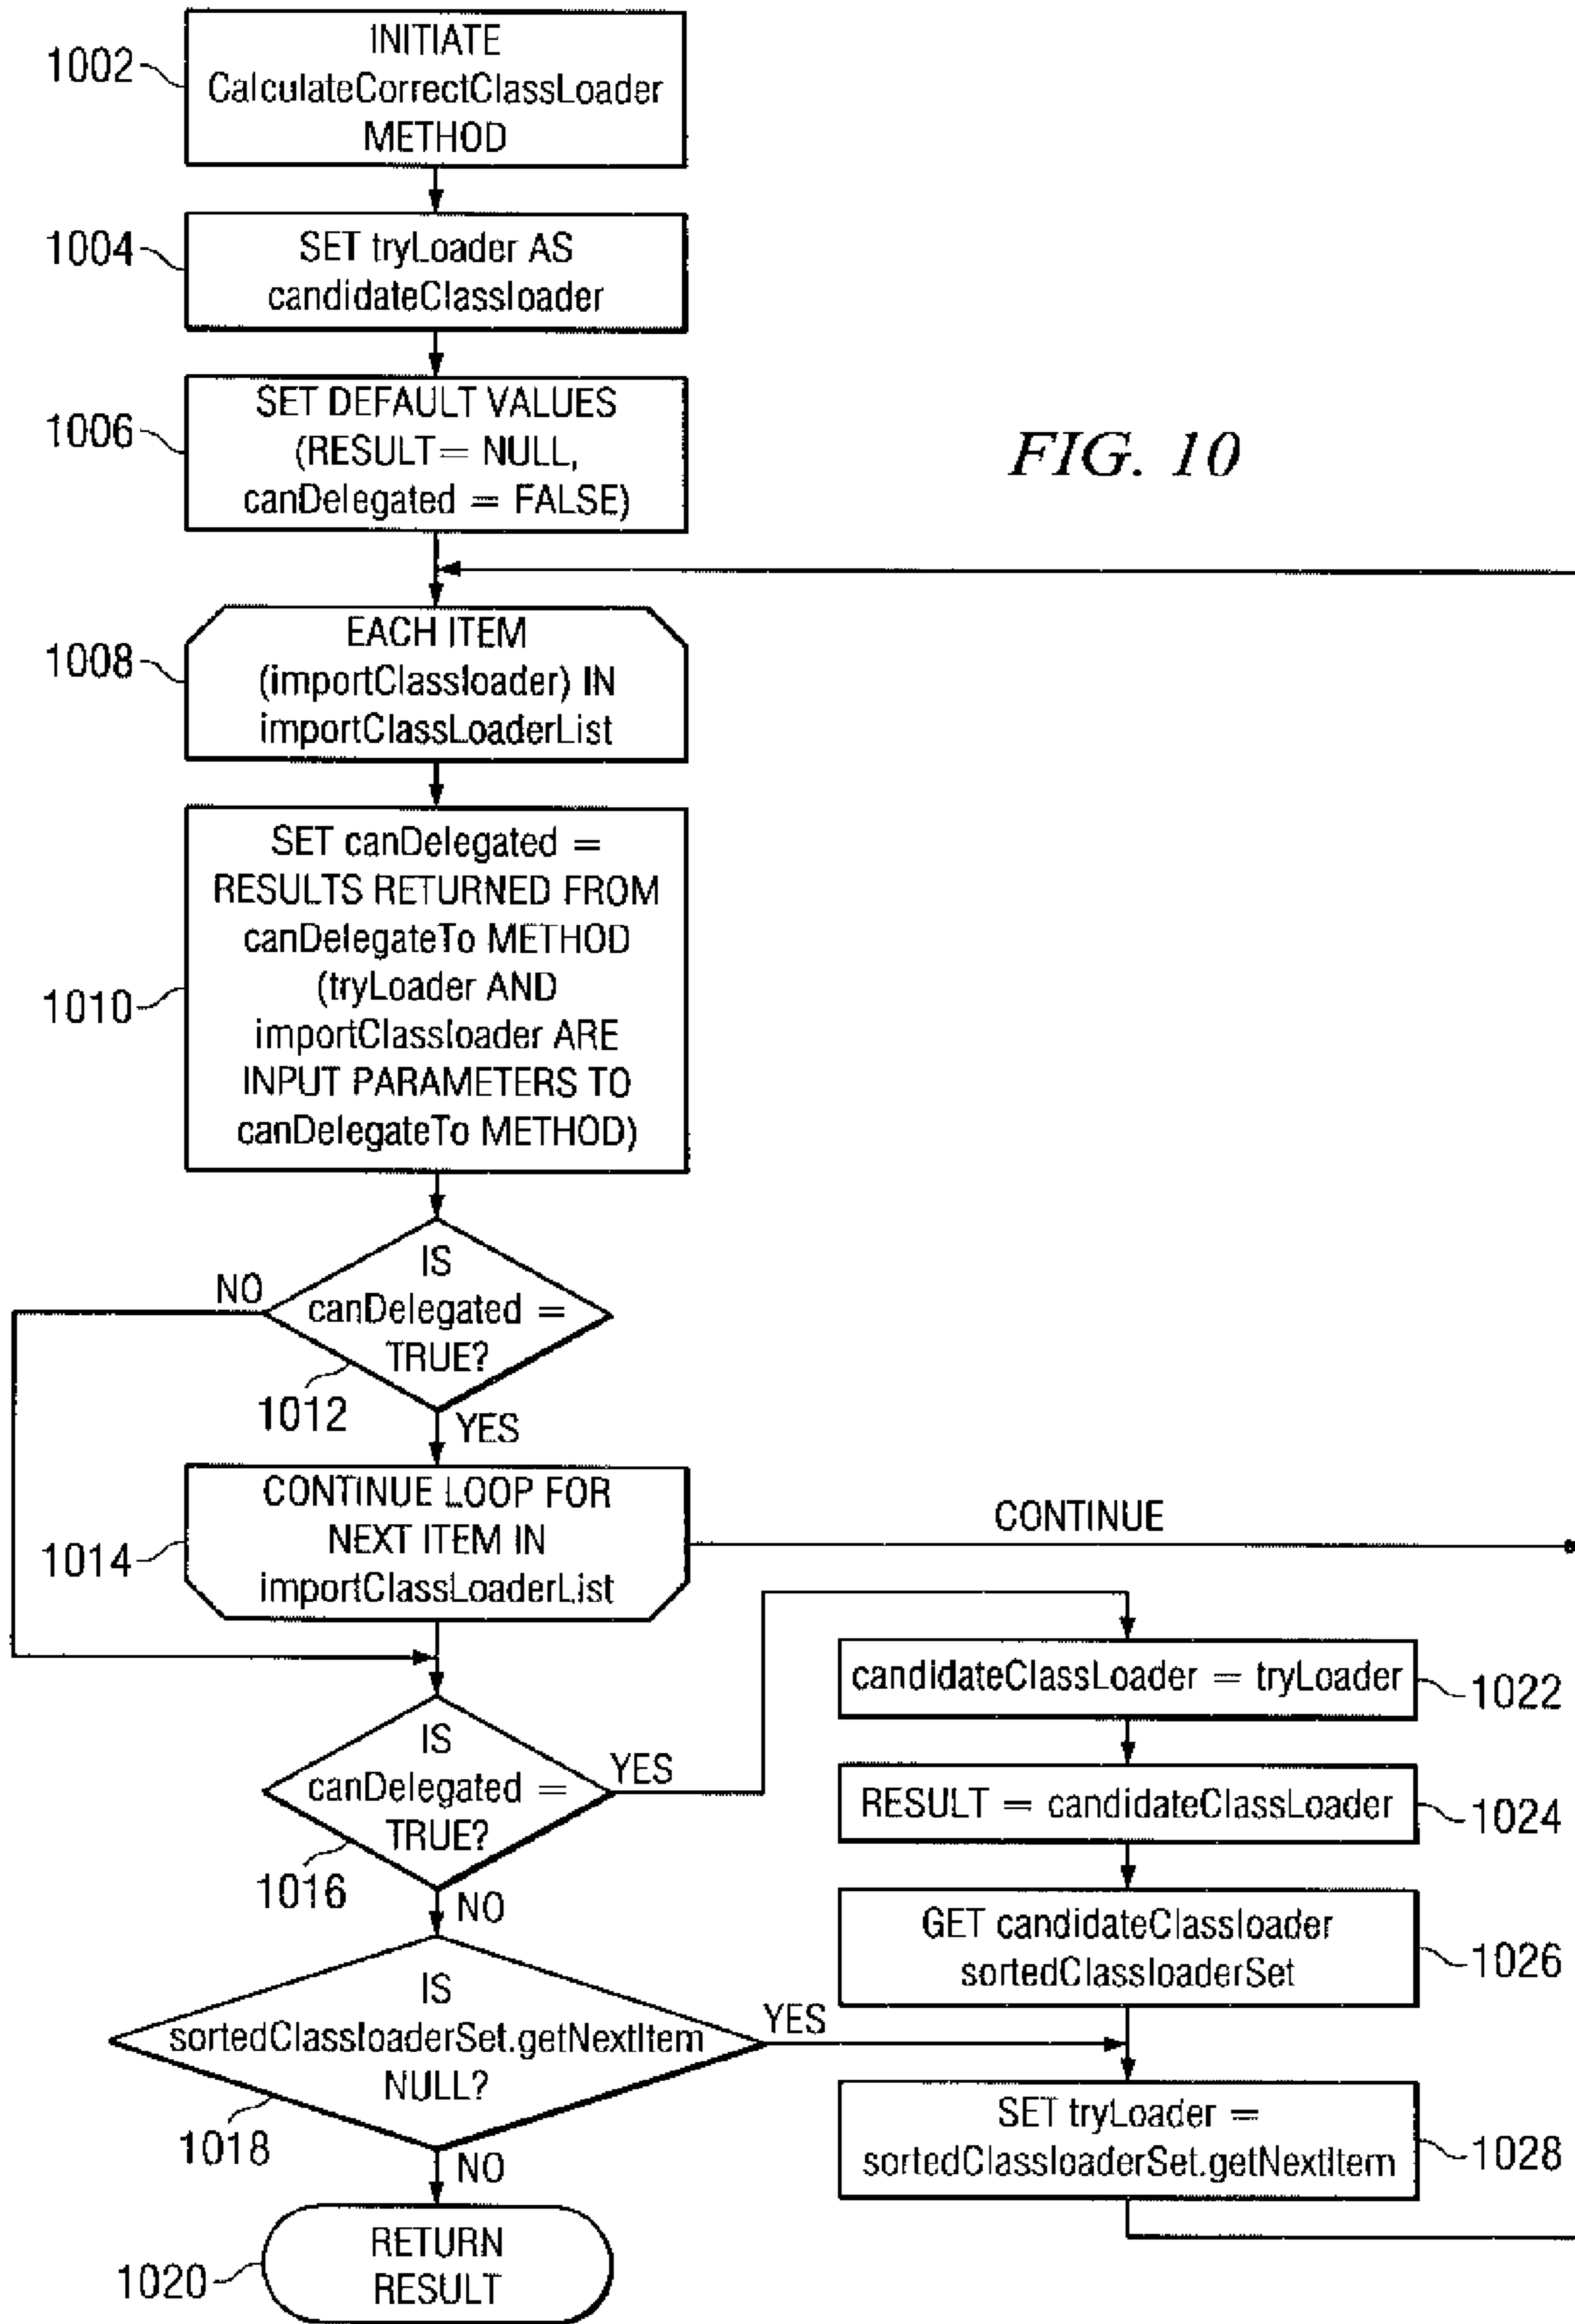 1002
INITIATE
CalculateCorrectClassLoader
METHOD
1004
SET tryLoader AS
candidateClassloader
1006
SET DEFAULT VALUES
(RESULT= NULL,
canDelegated = FALSE)
FIG. 10
1008
EACH ITEM
(importClassloader) IN
importClassLoaderList
1010
SET canDelegated =
RESULTS RETURNED FROM
canDelegateTo METHOD
(tryLoader AND
importClassloader ARE
INPUT PARAMETERS TO
canDelegateTo METHOD)
NO
IS
canDelegated =
TRUE?
1012
YES
1014
CONTINUE LOOP FOR
NEXT ITEM IN
importClassLoaderList
CONTINUE
IS
canDelegated =
TRUE?
1016
YES
NO
candidateClassLoader = tryLoader
1022
RESULT = candidateClassLoader
1024
GET candidateClassloader
sortedClassloaderSet
1026
IS
sortedClassloaderSet.getNextItem
NULL?
1018
YES
NO
SET tryLoader =
sortedClassloaderSet.getNextItem
1028
1020
RETURN
RESULT